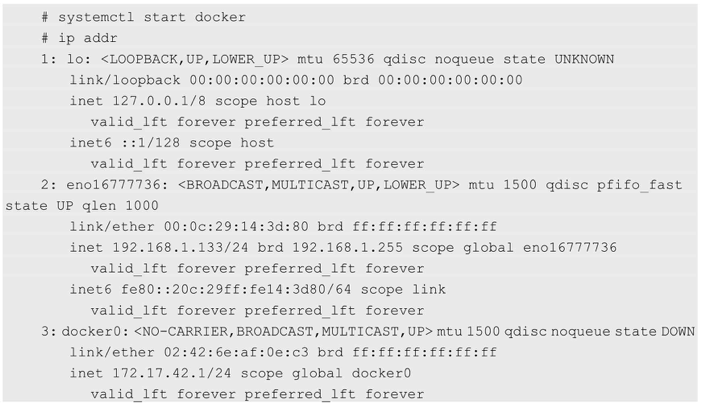 # systemctl start docker
# ip addr
1: lo: <LOOPBACK,UP,LOWER_UP> mtu 65536 qdisc noqueue state UNKNOWN
link/loopback 00:00:00:00:00:00 brd 00:00:00:00:00:00
inet 127.0.0.1/8 scope host lo
valid_lft forever preferred_lft forever
inet6 ::1/128 scope host
valid_lft forever preferred_lft forever
2: eno16777736: <BROADCAST,MULTICAST,UP,LOWER_UP> mtu 1500 qdisc pfifo_fast
state UP qlen 1000
link/ether 00:0c:29:14:3d:80 brd ff:ff:ff:ff:ff:ff
inet 192.168.1.133/24 brd 192.168.1.255 scope global eno16777736
valid_lft forever preferred_lft forever
inet6 fe80::20c:29ff:fe14:3d80/64 scope link
valid_lft forever preferred_lft forever
3: docker0: <NO-CARRIER,BROADCAST,MULTICAST,UP> mtu 1500 qdisc noqueue state DOWN
link/ether 02:42:6e:af:0e:c3 brd ff:ff:ff:ff:ff:ff
inet 172.17.42.1/24 scope global docker0
valid_lft forever preferred_lft forever